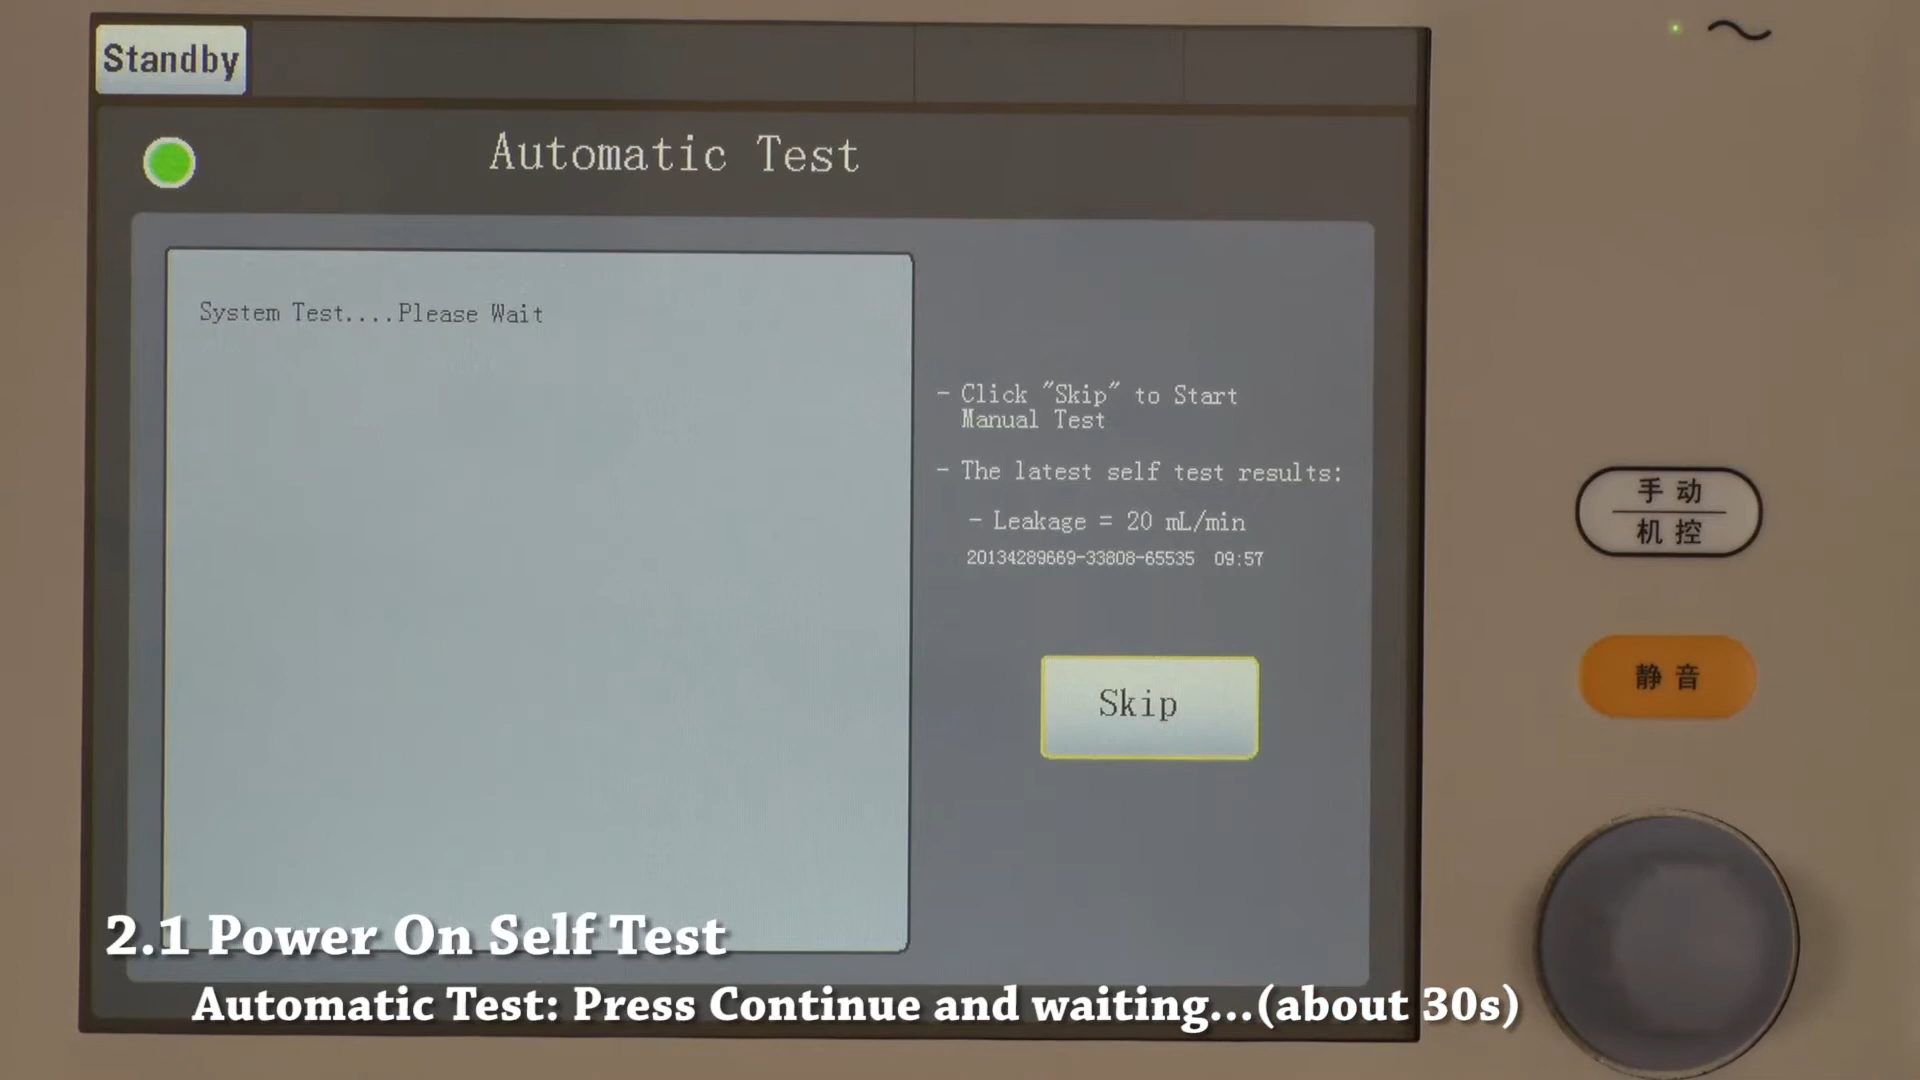 Standby
Automatic Test
System Test....Please Wait
- Click "Skip" to Start
Manual Test
- The latest self test results:
- Leakage = 20 mL/min
20134289669-33808-65535 09:57
Skip
手动
机控
静音
2.1 Power On Self Test
Automatic Test: Press Continue and waiting...(about 30s)